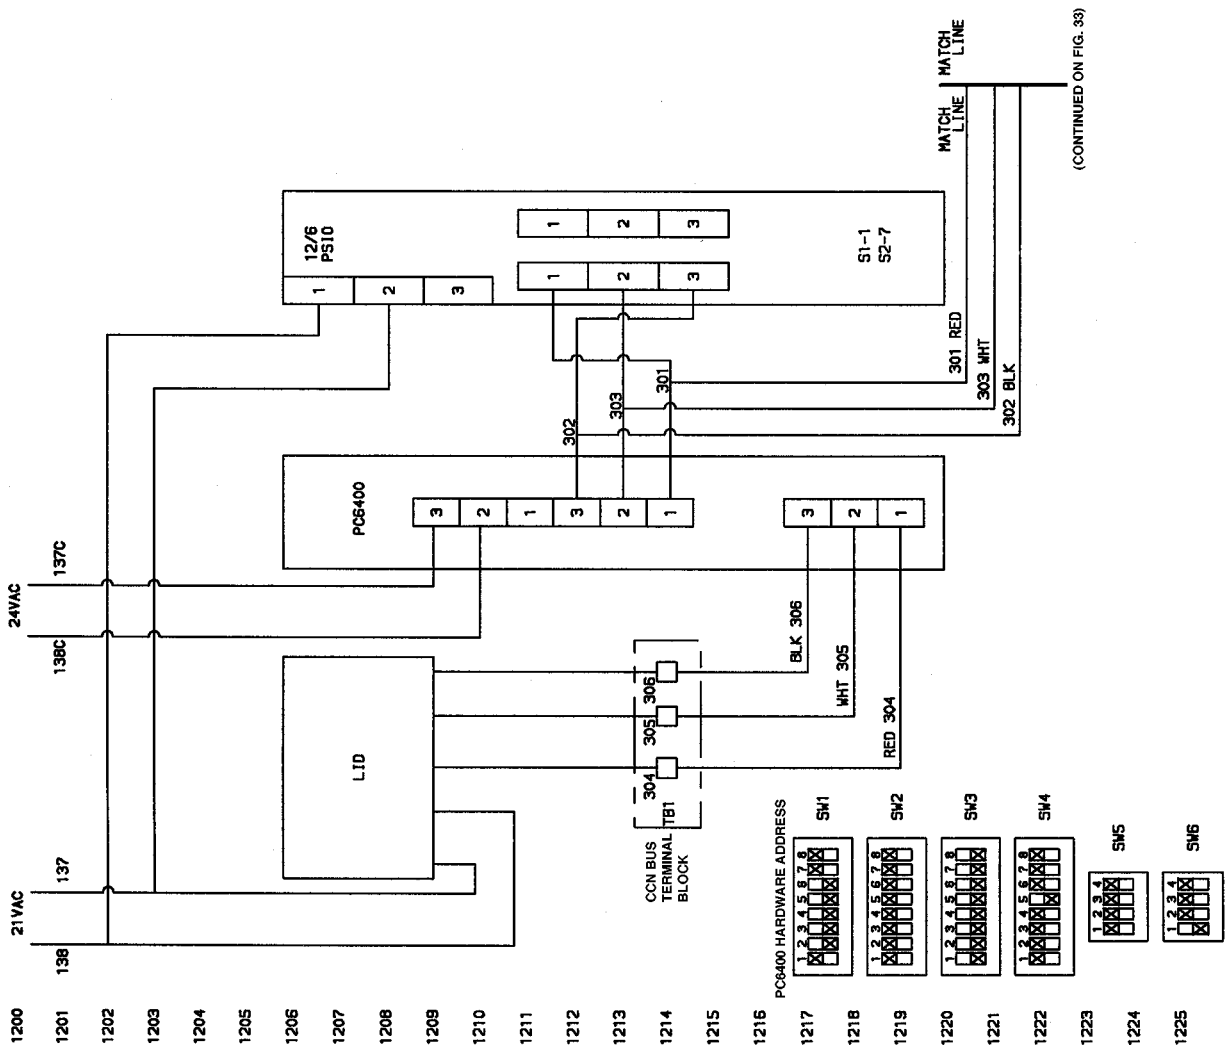 1200
1201
1202
1203
1204
1205
1206
1207
1208
1209
1210
1211
1212
1213
1214
1215
1216
1217
1218
1219
1220
1221
1222
1223
1224
1225
21VAC
138
137
24VAC
138C
137C
LID
304
305
306
TB1
CCN BUS
TERMINAL
BLOCK
BLK 306
WHT 305
RED 304
PC6400
3
2
1
3
2
1
3
2
1
302
303
301
12/6
PSIO
1
2
3
1
2
3
1
2
3
S1-1
S2-7
301 RED
303 WHT
302 BLK
MATCH
LINE
MATCH
LINE
(CONTINUED ON FIG. 33)
PC6400 HARDWARE ADDRESS
1 2 3 4 5 6 7 8
SW1
1 2 3 4 5 6 7 8
SW2
1 2 3 4 5 6 7 8
SW3
1 2 3 4 5 6 7 8
SW4
1 2 3 4
SW5
1 2 3 4
SW6